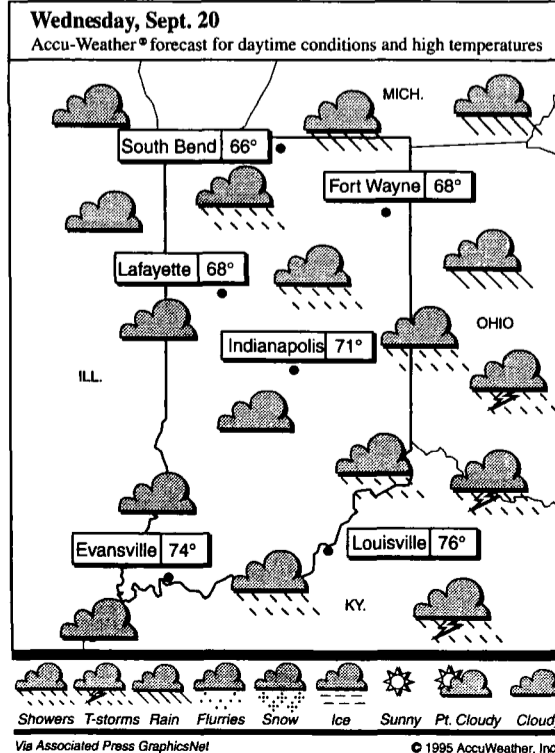 Wednesday, Sept. 20
Accu-Weather® forecast for daytime conditions and high temperatures
MICH.
South Bend 66°
Fort Wayne 68°
Lafayette 68°
OHIO
Indianapolis 71°
ILL.
Evansville 74°
Louisville 76°
KY.
Showers T-storms Rain Flurries Snow Ice Sunny Pt. Cloudy Cloud
Via Associated Press GraphicsNet
© 1995 AccuWeather, Inc